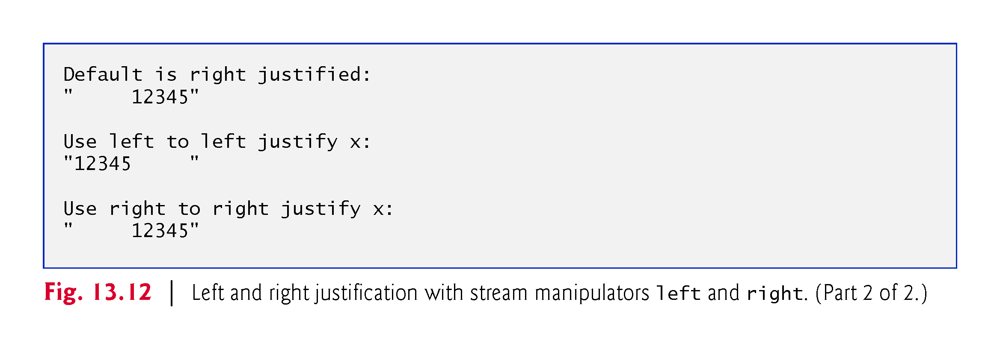 Default is right justified:
"     12345"
Use left to left justify x:
"12345     "
Use right to right justify x:
"     12345"
Fig. 13.12 | Left and right justification with stream manipulators left and right. (Part 2 of 2.)